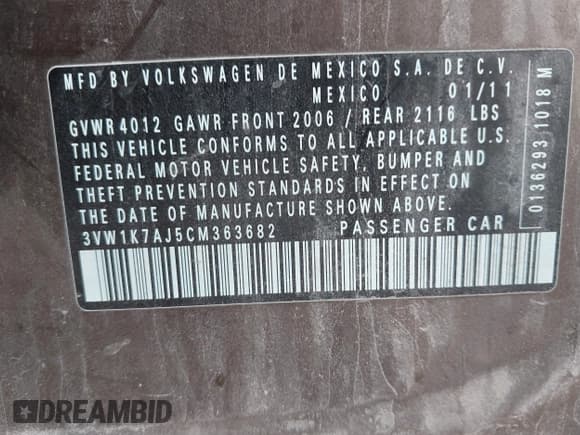 MFD BY VOLKSWAGEN DE MEXICO S.A. DE C.V.
MEXICO 01/11
GVWR 4012 GAWR FRONT 2006 / REAR 2116 LBS
THIS VEHICLE CONFORMS TO ALL APPLICABLE U.S.
FEDERAL MOTOR VEHICLE SAFETY, BUMPER AND
THEFT PREVENTION STANDARDS IN EFFECT ON
THE DATE OF MANUFACTURE SHOWN ABOVE.
3VW1K7AJ5CM363682 PASSENGER CAR
0136293 1018 M
DREAMBID